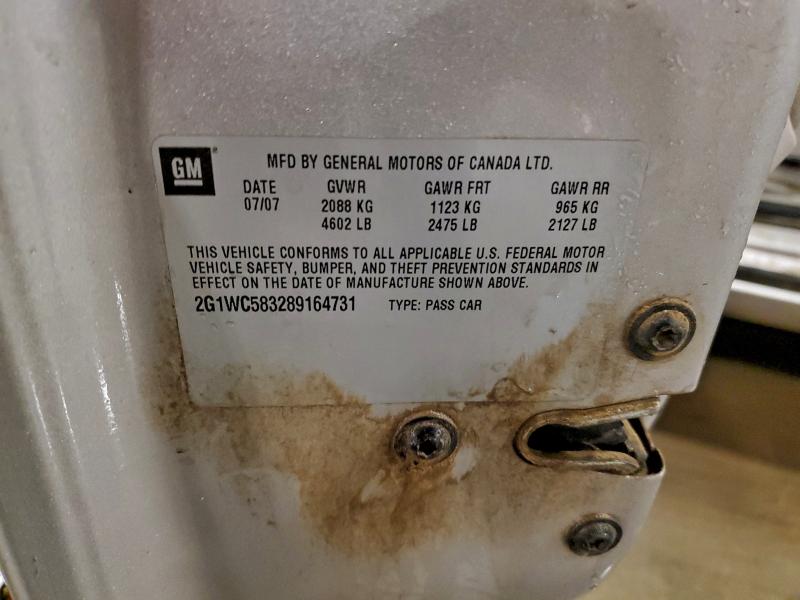 GM
MFD BY GENERAL MOTORS OF CANADA LTD.
DATE GVWR GAWR FRT GAWR RR
07/07 2088 KG 1123 KG 965 KG
4602 LB 2475 LB 2127 LB
THIS VEHICLE CONFORMS TO ALL APPLICABLE U.S. FEDERAL MOTOR
VEHICLE SAFETY, BUMPER, AND THEFT PREVENTION STANDARDS IN
EFFECT ON THE DATE OF MANUFACTURE SHOWN ABOVE.
2G1WC583289164731 TYPE: PASS CAR